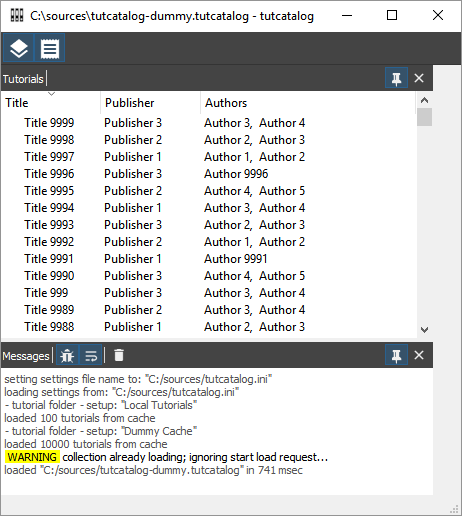 C:\sources\tutcatalog-dummy.tutcatalog - tutcatalog
Tutorials
Title Publisher Authors
Title 9999 Publisher 3 Author 3, Author 4
Title 9998 Publisher 2 Author 2, Author 3
Title 9997 Publisher 1 Author 1, Author 2
Title 9996 Publisher 3 Author 9996
Title 9995 Publisher 2 Author 4, Author 5
Title 9994 Publisher 1 Author 3, Author 4
Title 9993 Publisher 3 Author 2, Author 3
Title 9992 Publisher 2 Author 1, Author 2
Title 9991 Publisher 1 Author 9991
Title 9990 Publisher 3 Author 4, Author 5
Title 999 Publisher 3 Author 3, Author 4
Title 9989 Publisher 2 Author 3, Author 4
Title 9988 Publisher 1 Author 2, Author 3
Messages
setting settings file name to: "C:/sources/tutcatalog.ini"
loading settings from: "C:/sources/tutcatalog.ini"
- tutorial folder - setup: "Local Tutorials"
loaded 100 tutorials from cache
- tutorial folder - setup: "Dummy Cache"
loaded 10000 tutorials from cache
WARNING collection already loading; ignoring start load request...
loaded "C:/sources/tutcatalog-dummy.tutcatalog" in 741 msec